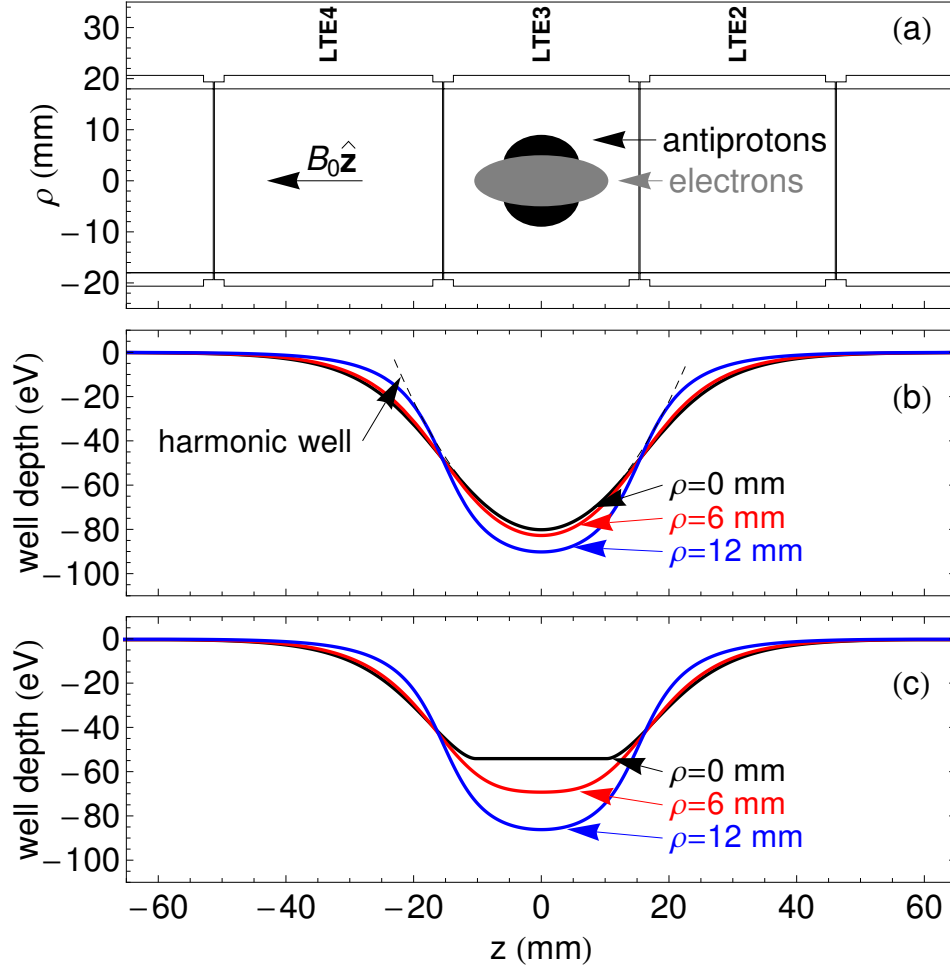 LTE4
LTE3
LTE2
(a)
30
20
10
0
−10
−20
ρ (mm)
B0ẑ
antiprotons
electrons
0
−20
−40
−60
−80
−100
well depth (eV)
(b)
harmonic well
ρ=0 mm
ρ=6 mm
ρ=12 mm
0
−20
−40
−60
−80
−100
well depth (eV)
(c)
ρ=0 mm
ρ=6 mm
ρ=12 mm
−60 −40 −20 0 20 40 60
z (mm)